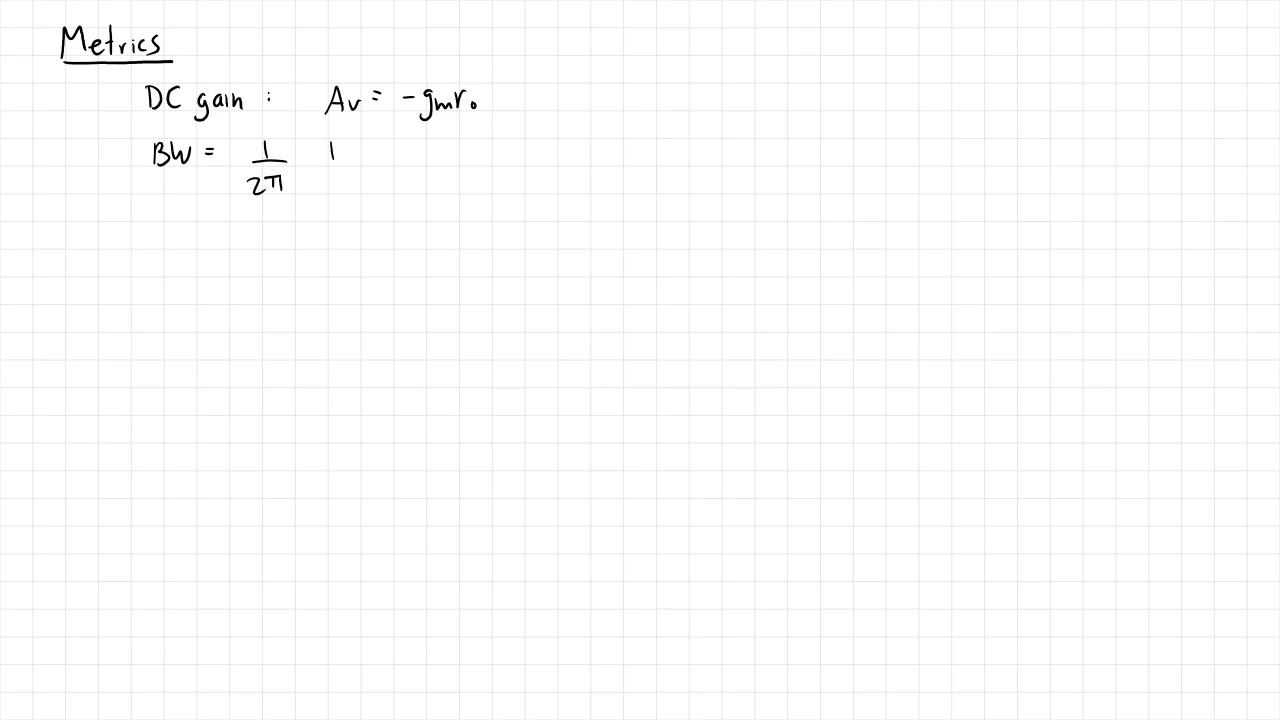 Metrics
DC gain : Av = -gmro
BW = 1/2π 1